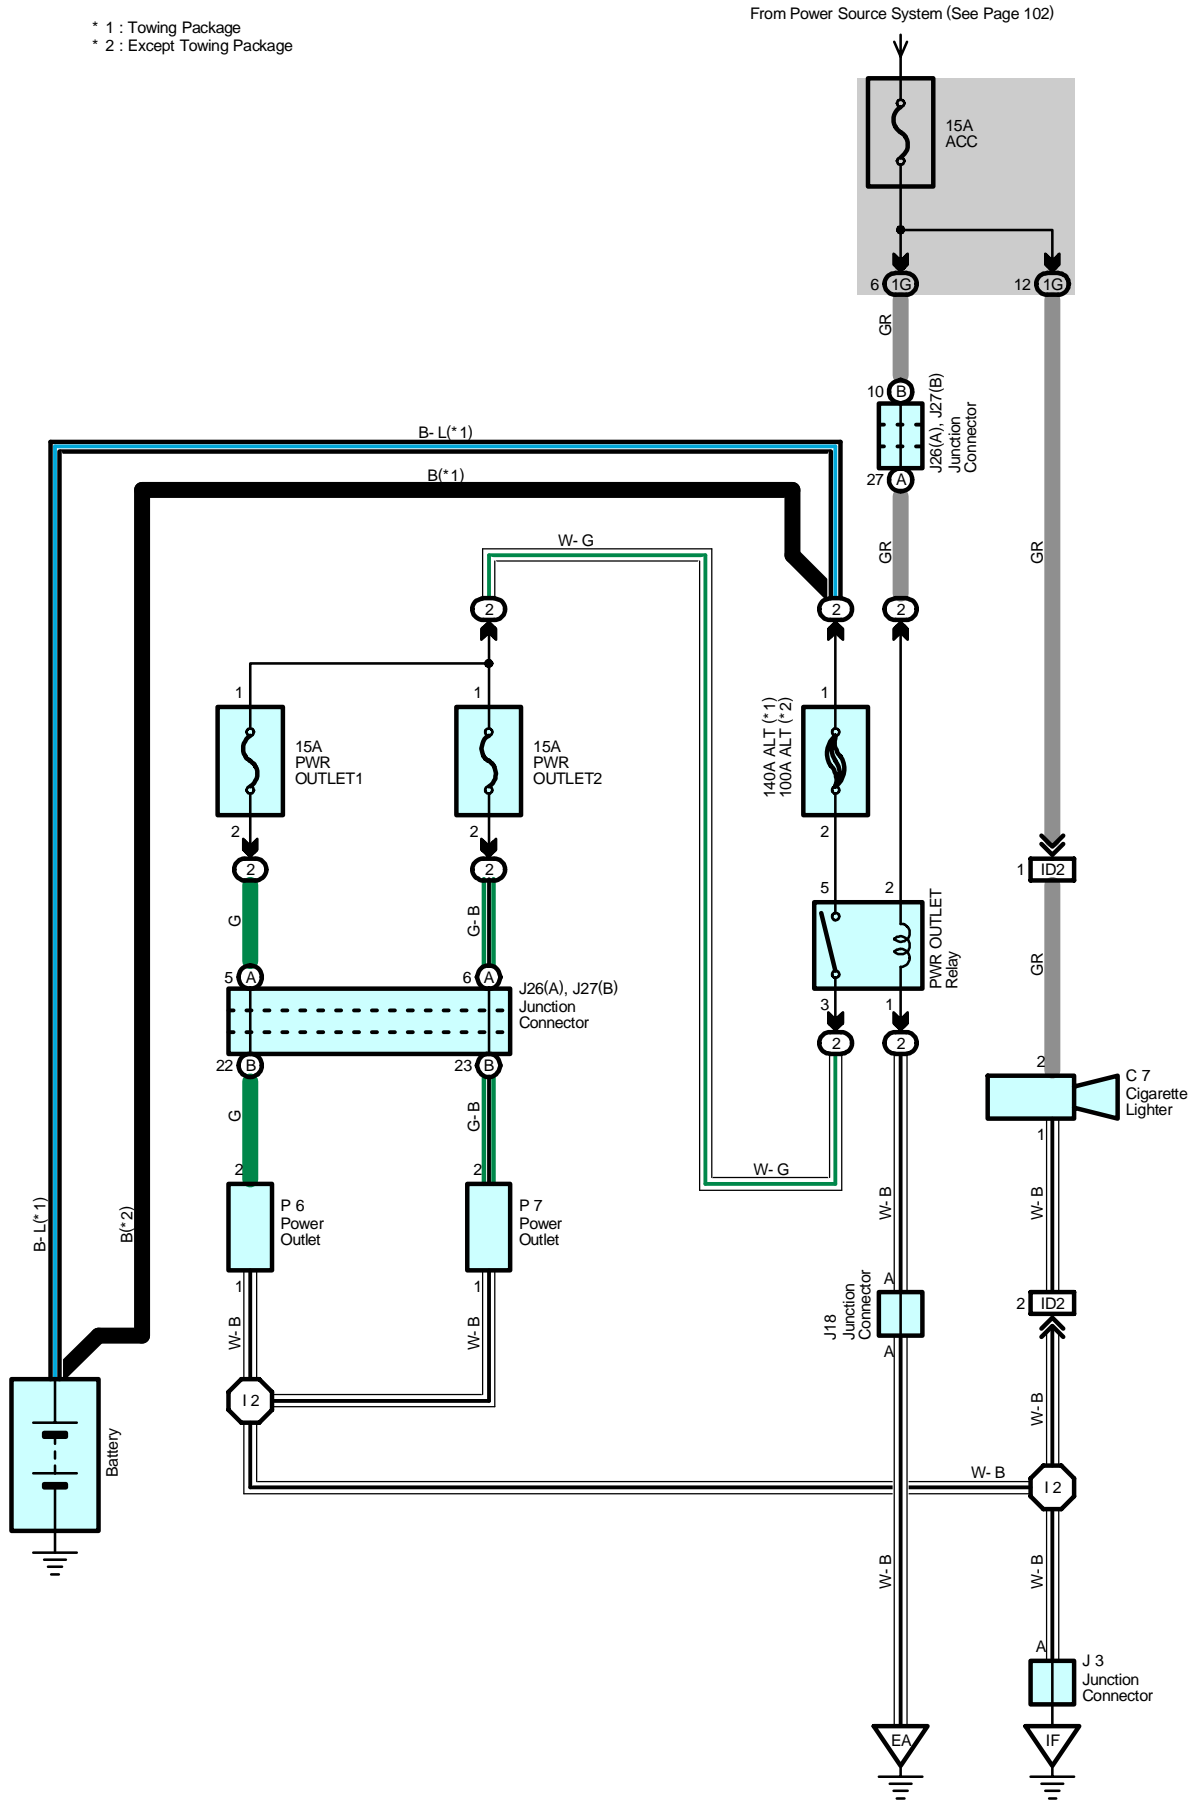 * 1 : Towing Package
* 2 : Except Towing Package
From Power Source System (See Page 102)
15A
ACC
6 1G
12 1G
GR
10 B
J26(A), J27(B)
Junction
Connector
27 A
B- L(* 1)
B(* 1)
W- G
GR
GR
2
2
2
1
1
1
15A
PWR
OUTLET1
15A
PWR
OUTLET2
140A ALT (* 1)
100A ALT (* 2)
2
2
2
2
2
1 ID2
5
2
PWR OUTLET
Relay
G
G- B
GR
5 A
6 A
J26(A), J27(B)
Junction
Connector
3
1
2
2
22 B
23 B
2
C 7
Cigarette
Lighter
G
G- B
1
2
2
W- G
P 6
Power
Outlet
P 7
Power
Outlet
B- L(* 1)
B(* 2)
W- B
W- B
1
1
A
J18
Junction
Connector
A
2 ID2
W- B
W- B
I 2
W- B
Battery
W- B
I 2
W- B
W- B
A
J 3
Junction
Connector
EA
IF